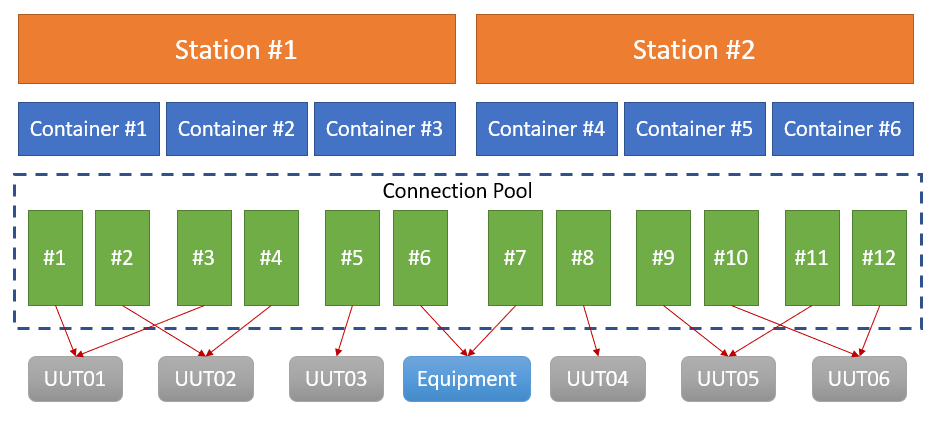 Station #1
Station #2
Container #1
Container #2
Container #3
Container #4
Container #5
Container #6
Connection Pool
#1
#2
#3
#4
#5
#6
#7
#8
#9
#10
#11
#12
UUT01
UUT02
UUT03
Equipment
UUT04
UUT05
UUT06